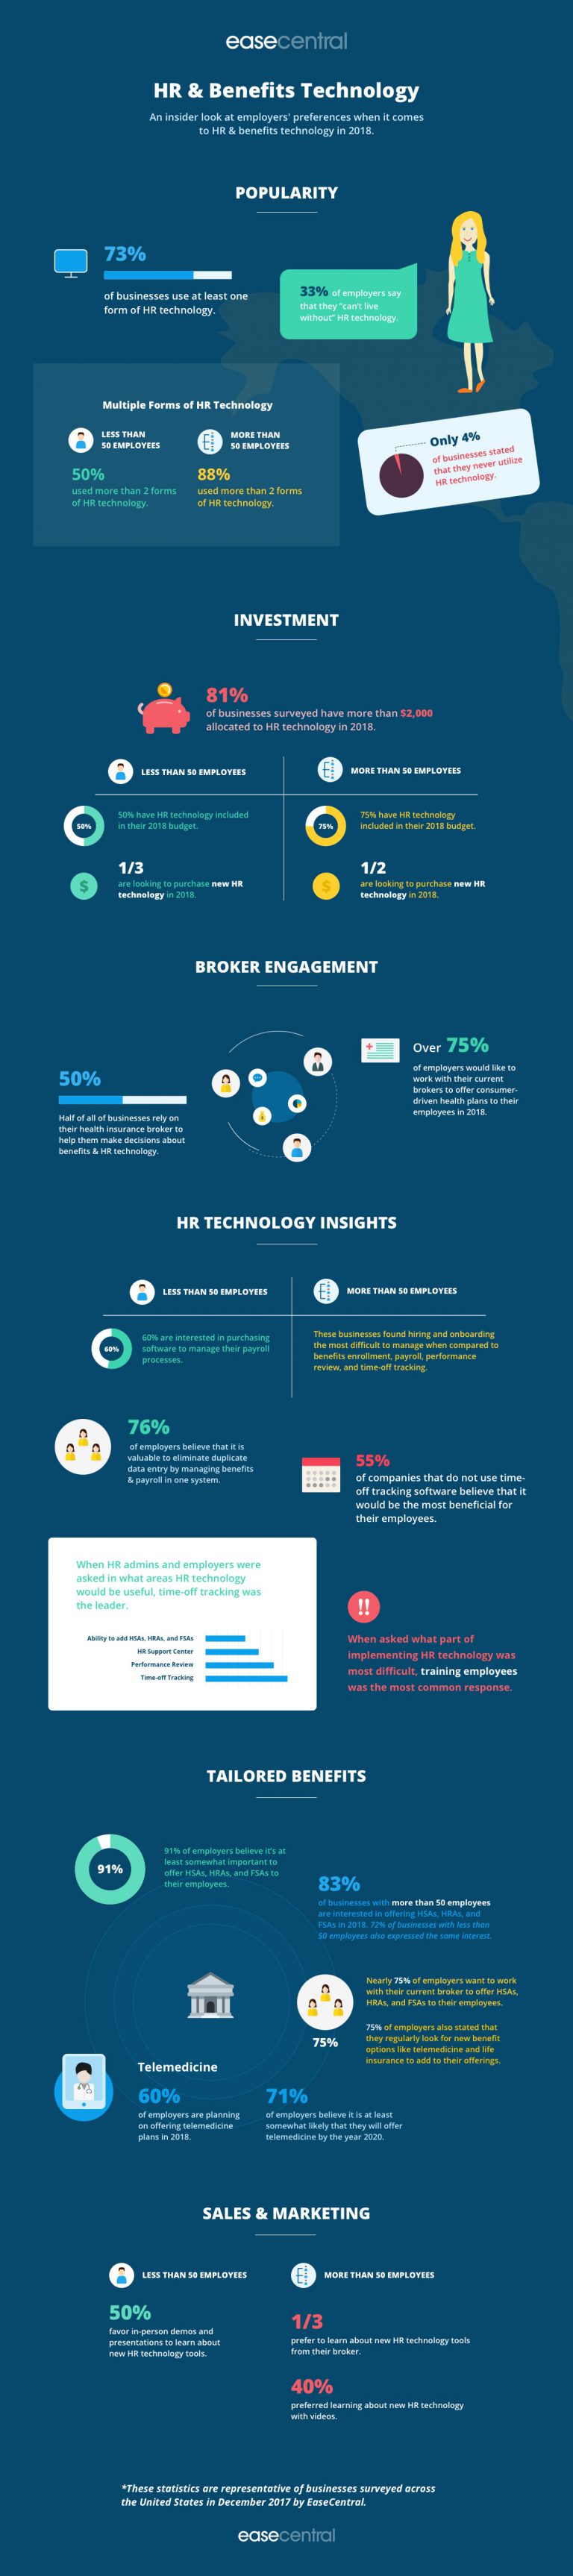 easecentral
HR & Benefits Technology
An insider look at employers' preferences when it comes
to HR & benefits technology in 2018.
POPULARITY
73%
of businesses use at least one
form of HR technology.
33% of employers say
that they "can't live
without" HR technology.
Multiple Forms of HR Technology
LESS THAN
50 EMPLOYEES
50%
used more than 2 forms
of HR technology.
MORE THAN
50 EMPLOYEES
88%
used more than 2 forms
of HR technology.
Only 4%
of businesses stated
that they never utilize
HR technology.
INVESTMENT
81%
of businesses surveyed have more than $2,000
allocated to HR technology in 2018.
LESS THAN 50 EMPLOYEES
50%
50% have HR technology included
in their 2018 budget.
$
1/3
are looking to purchase new HR
technology in 2018.
MORE THAN 50 EMPLOYEES
75%
75% have HR technology
included in their 2018 budget.
$
1/2
are looking to purchase new HR
technology in 2018.
BROKER ENGAGEMENT
50%
Half of all of businesses rely on
their health insurance broker to
help them make decisions about
benefits & HR technology.
Over 75%
of employers would like to
work with their current
brokers to offer consumer-
driven health plans to their
employees in 2018.
HR TECHNOLOGY INSIGHTS
LESS THAN 50 EMPLOYEES
60%
60% are interested in purchasing
software to manage their payroll
processes.
MORE THAN 50 EMPLOYEES
These businesses found hiring and onboarding
the most difficult to manage when compared to
benefits enrollment, payroll, performance
review, and time-off tracking.
76%
of employers believe that it is
valuable to eliminate duplicate
data entry by managing benefits
& payroll in one system.
55%
of companies that do not use time-
off tracking software believe that it
would be the most beneficial for
their employees.
When HR admins and employers were
asked in what areas HR technology
would be useful, time-off tracking was
the leader.
Ability to add HSAs, HRAs, and FSAs
HR Support Center
Performance Review
Time-off Tracking
!!
When asked what part of
implementing HR technology was
most difficult, training employees
was the most common response.
TAILORED BENEFITS
91%
91% of employers believe it's at
least somewhat important to
offer HSAs, HRAs, and FSAs to
their employees.
83%
of businesses with more than 50 employees
are interested in offering HSAs, HRAs, and
FSAs in 2018. 72% of businesses with less than
50 employees also expressed the same interest.
75%
Nearly 75% of employers want to work
with their current broker to offer HSAs,
HRAs, and FSAs to their employees.
75% of employers also stated that
they regularly look for new benefit
options like telemedicine and life
insurance to add to their offerings.
Telemedicine
60%
of employers are planning
on offering telemedicine
plans in 2018.
71%
of employers believe it is at least
somewhat likely that they will offer
telemedicine by the year 2020.
SALES & MARKETING
LESS THAN 50 EMPLOYEES
50%
favor in-person demos and
presentations to learn about
new HR technology tools.
MORE THAN 50 EMPLOYEES
1/3
prefer to learn about new HR technology tools
from their broker.
40%
preferred learning about new HR technology
with videos.
*These statistics are representative of businesses surveyed across
the United States in December 2017 by EaseCentral.
easecentral